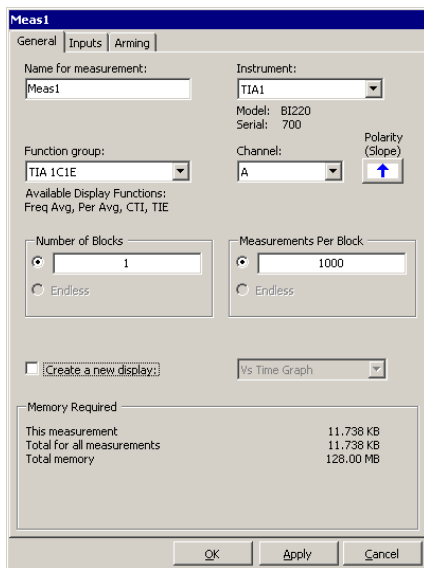 Meas1
General Inputs Arming
Name for measurement: Instrument:
Meas1 TIA1
Model: BI220
Serial: 700
Polarity
(Slope)
Function group: Channel:
TIA 1C1E A
Available Display Functions:
Freq Avg, Per Avg, CTI, TIE
Number of Blocks Measurements Per Block
1 1000
Endless Endless
Create a new display: Vs Time Graph
Memory Required
This measurement 11.738 KB
Total for all measurements 11.738 KB
Total memory 128.00 MB
OK Apply Cancel